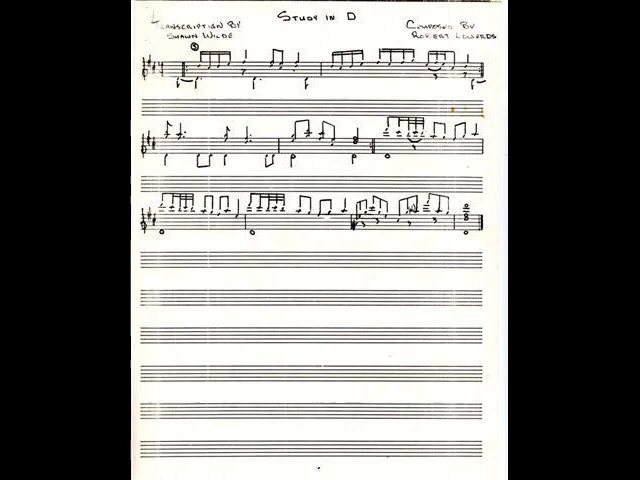 STUDY IN D
TRANSCRIPTION BY
SHAWN WILDE
COMPOSED BY
ROBERT EDWARDS